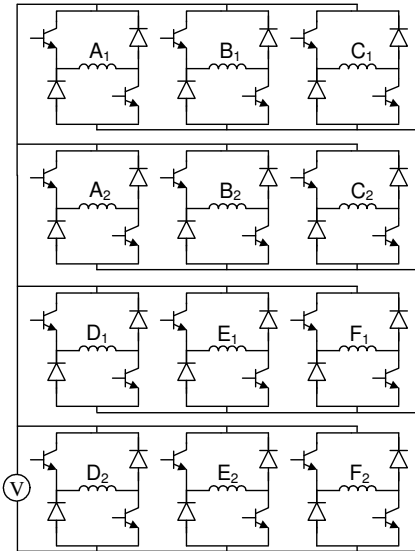 A₁ B₁ C₁
A₂ B₂ C₂
D₁ E₁ F₁
D₂ E₂ F₂
V